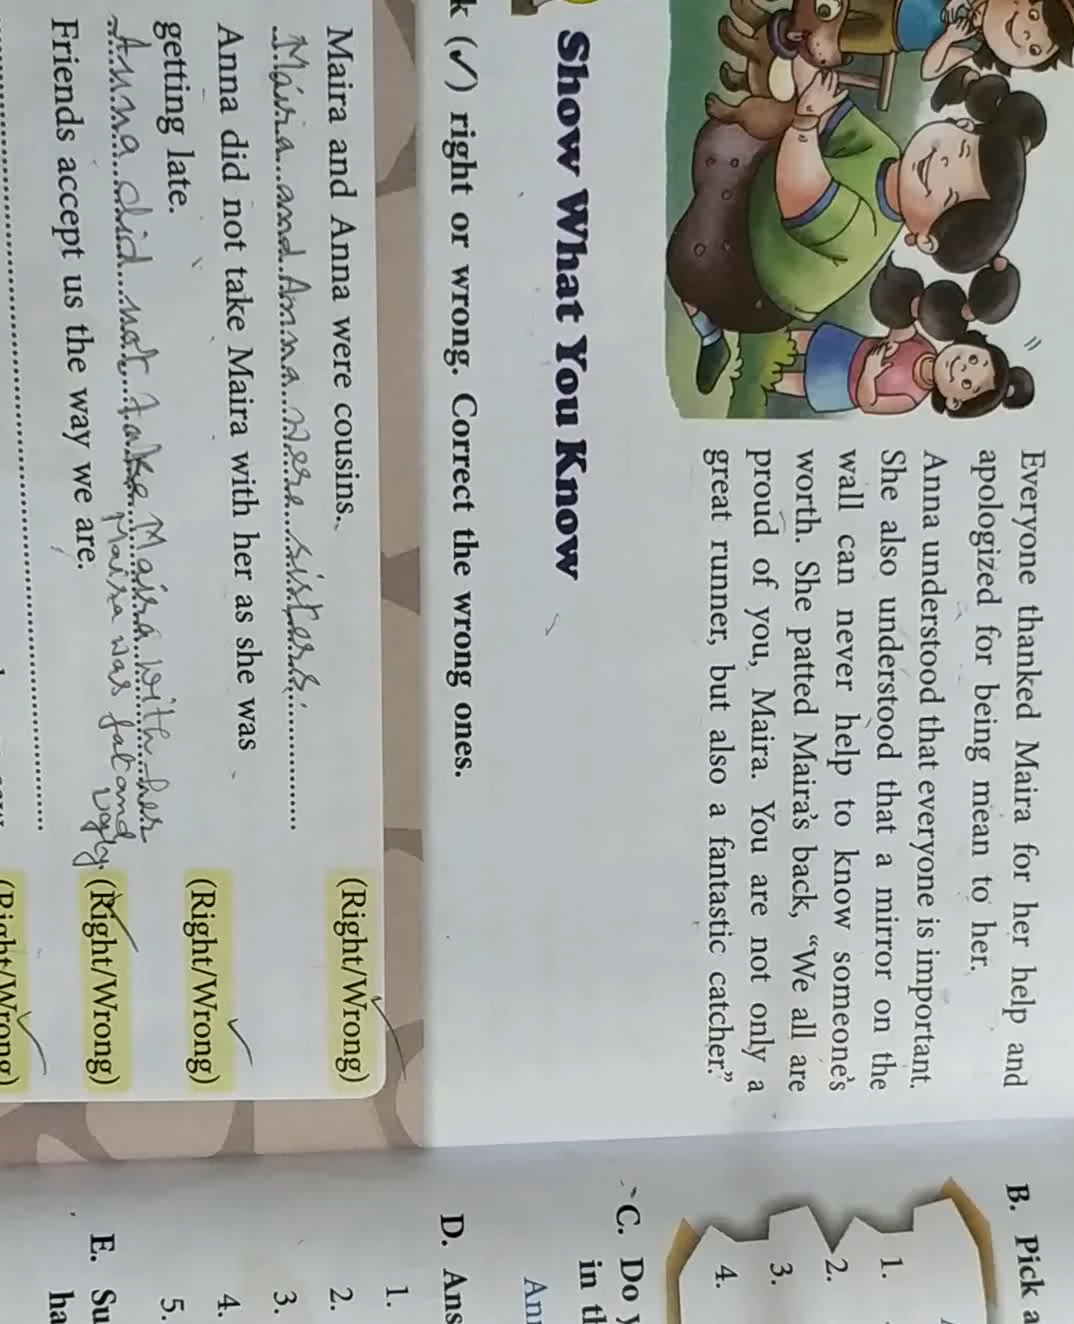 Everyone thanked Maira for her help and
apologized for being mean to her.
Anna understood that everyone is important.
She also understood that a mirror on the
wall can never help to know someone's
worth. She patted Maira's back, "We all are
proud of you, Maira. You are not only a
great runner, but also a fantastic catcher."
Show What You Know
k (✓) right or wrong. Correct the wrong ones.
Maira and Anna were cousins.
(Right/Wrong)
Maira and Anna were sisters.
Anna did not take Maira with her as she was
getting late.
(Right/Wrong)
Anna did not take Maira with her
Maira was fat and
ugly.
Friends accept us the way we are.
(Right/Wrong)
(Right/Wrong)
B. Pick a
1.
2.
3.
4.
C. Do y
in th
An
D. Ans
1.
2.
3.
4.
5.
E. Su
ha